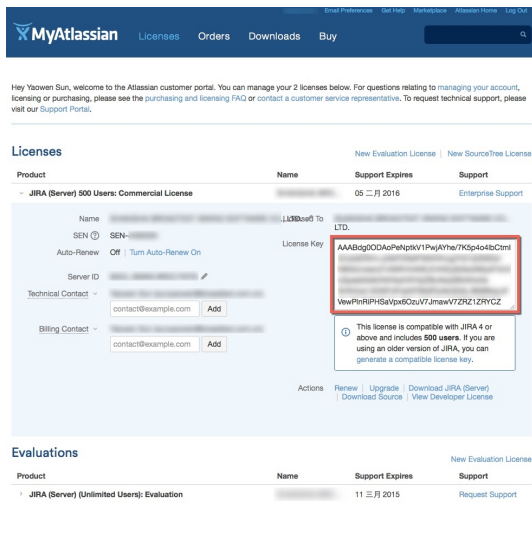 Email Preferences Get Help Marketplace Atlassian Home Log Out
MyAtlassian Licenses Orders Downloads Buy
Hey Yaowen Sun, welcome to the Atlassian customer portal. You can manage your 2 licenses below. For questions relating to managing your account,
licensing or purchasing, please see the purchasing and licensing FAQ or contact a customer service representative. To request technical support, please
visit our Support Portal.
Licenses
New Evaluation License | New SourceTree License
Product Name Support Expires Support
JIRA (Server) 500 Users: Commercial License 05 二月 2016 Enterprise Support
Name
SEN SEN-
Auto-Renew Off | Turn Auto-Renew On
Server ID
Technical Contact
contact@example.com Add
Billing Contact
contact@example.com Add
To
LTD.
License Key
AAABdg0ODAoPeNptkV1PwjAYhe/7K5p4o4lbCtml
VewPlnRiPHSaVpx6OzuV7JmawV7ZRZ1ZRYCZ
This license is compatible
with JIRA 4 or
above and includes 500 users. If you are
using an older version of JIRA, you can
generate a compatible license key.
Actions Renew | Upgrade | Download JIRA (Server)
| Download Source | View Developer License
Evaluations
New Evaluation License
Product Name Support Expires Support
JIRA (Server) (Unlimited Users): Evaluation 11 三月 2015 Request Support